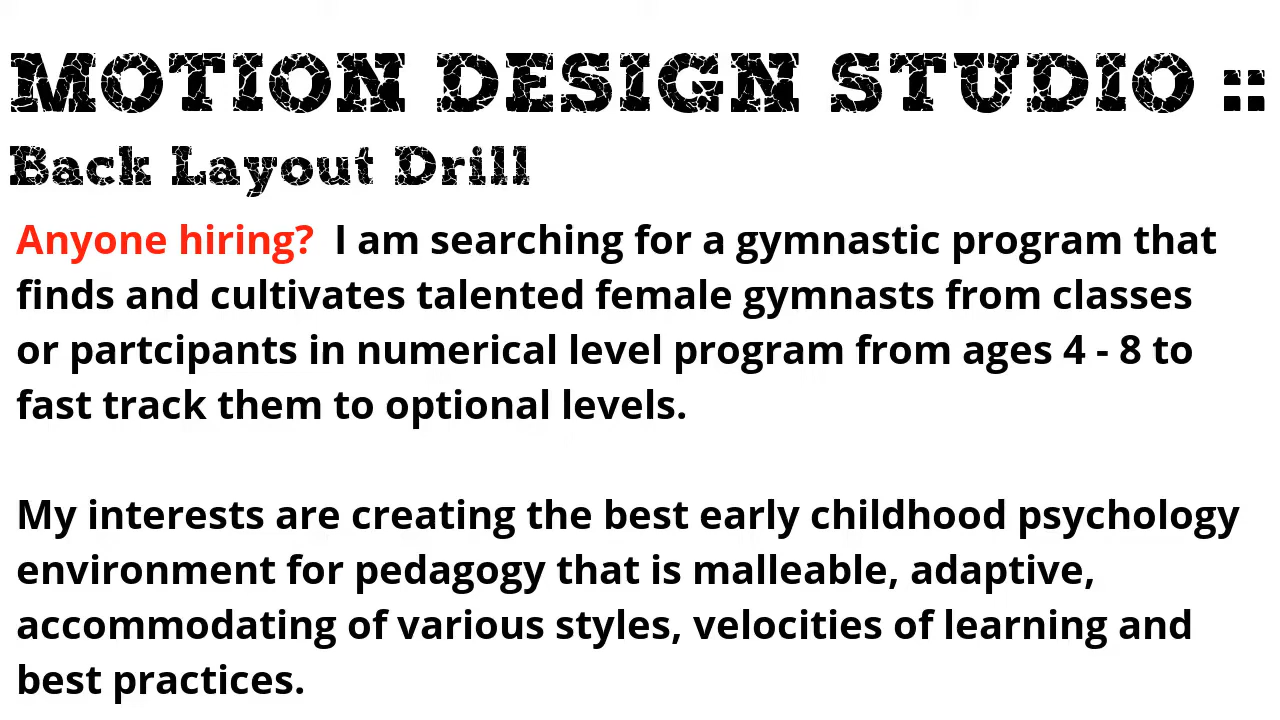 MOTION DESIGN STUDIO ::
Back Layout Drill
Anyone hiring? I am searching for a gymnastic program that
finds and cultivates talented female gymnasts from classes
or partcipants in numerical level program from ages 4 - 8 to
fast track them to optional levels.
My interests are creating the best early childhood psychology
environment for pedagogy that is malleable, adaptive,
accommodating of various styles, velocities of learning and
best practices.